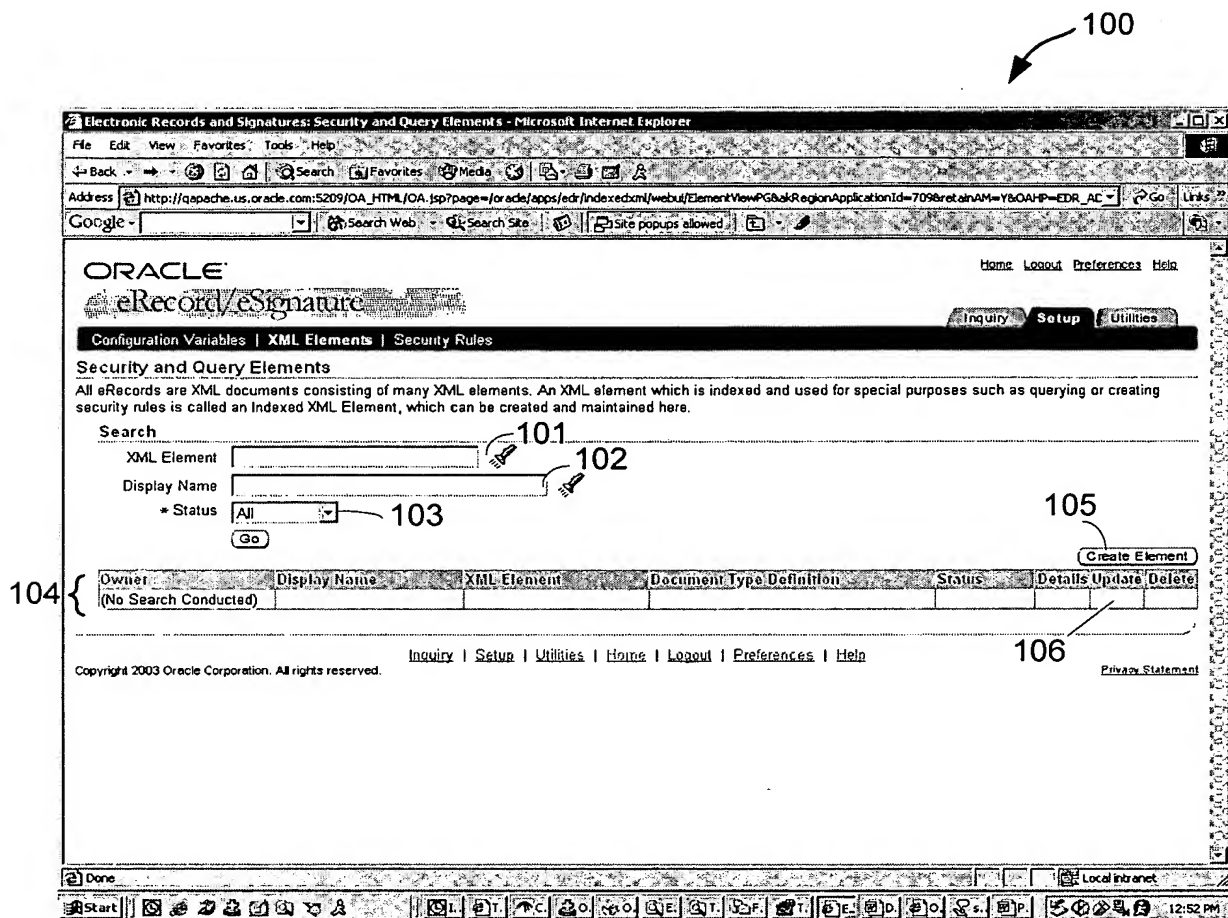 100
Electronic Records and Signatures: Security and Query Elements - Microsoft Internet Explorer
File Edit View Favorites Tools Help
Back Search Favorites Media
Address http://qapache.us.oracle.com:5209/OA_HTML/OA.jsp?page=/oracle/apps/edr/indexedxml/webui/ElementViewPG&akRegionApplicationId=709&retainAM=Y&OAHP=EDR_AD Go Links »
Google - Search Web Search Site Site popups allowed
ORACLE
Home Logout Preferences Help
eRecord/eSignature
Inquiry Setup Utilities
Configuration Variables | XML Elements | Security Rules
Security and Query Elements
All eRecords are XML documents consisting of many XML elements. An XML element which is indexed and used for special purposes such as querying or creating
security rules is called an Indexed XML Element, which can be created and maintained here.
Search
101
XML Element
102
Display Name
* Status All 103
105
Go
Create Element
Owner Display Name XML Element Document Type Definition Status Details Update Delete
104 {
(No Search Conducted)
106
Inquiry | Setup | Utilities | Home | Logout | Preferences | Help
Copyright 2003 Oracle Corporation. All rights reserved.
Privacy Statement
Done Local intranet
Start 12:52 PM